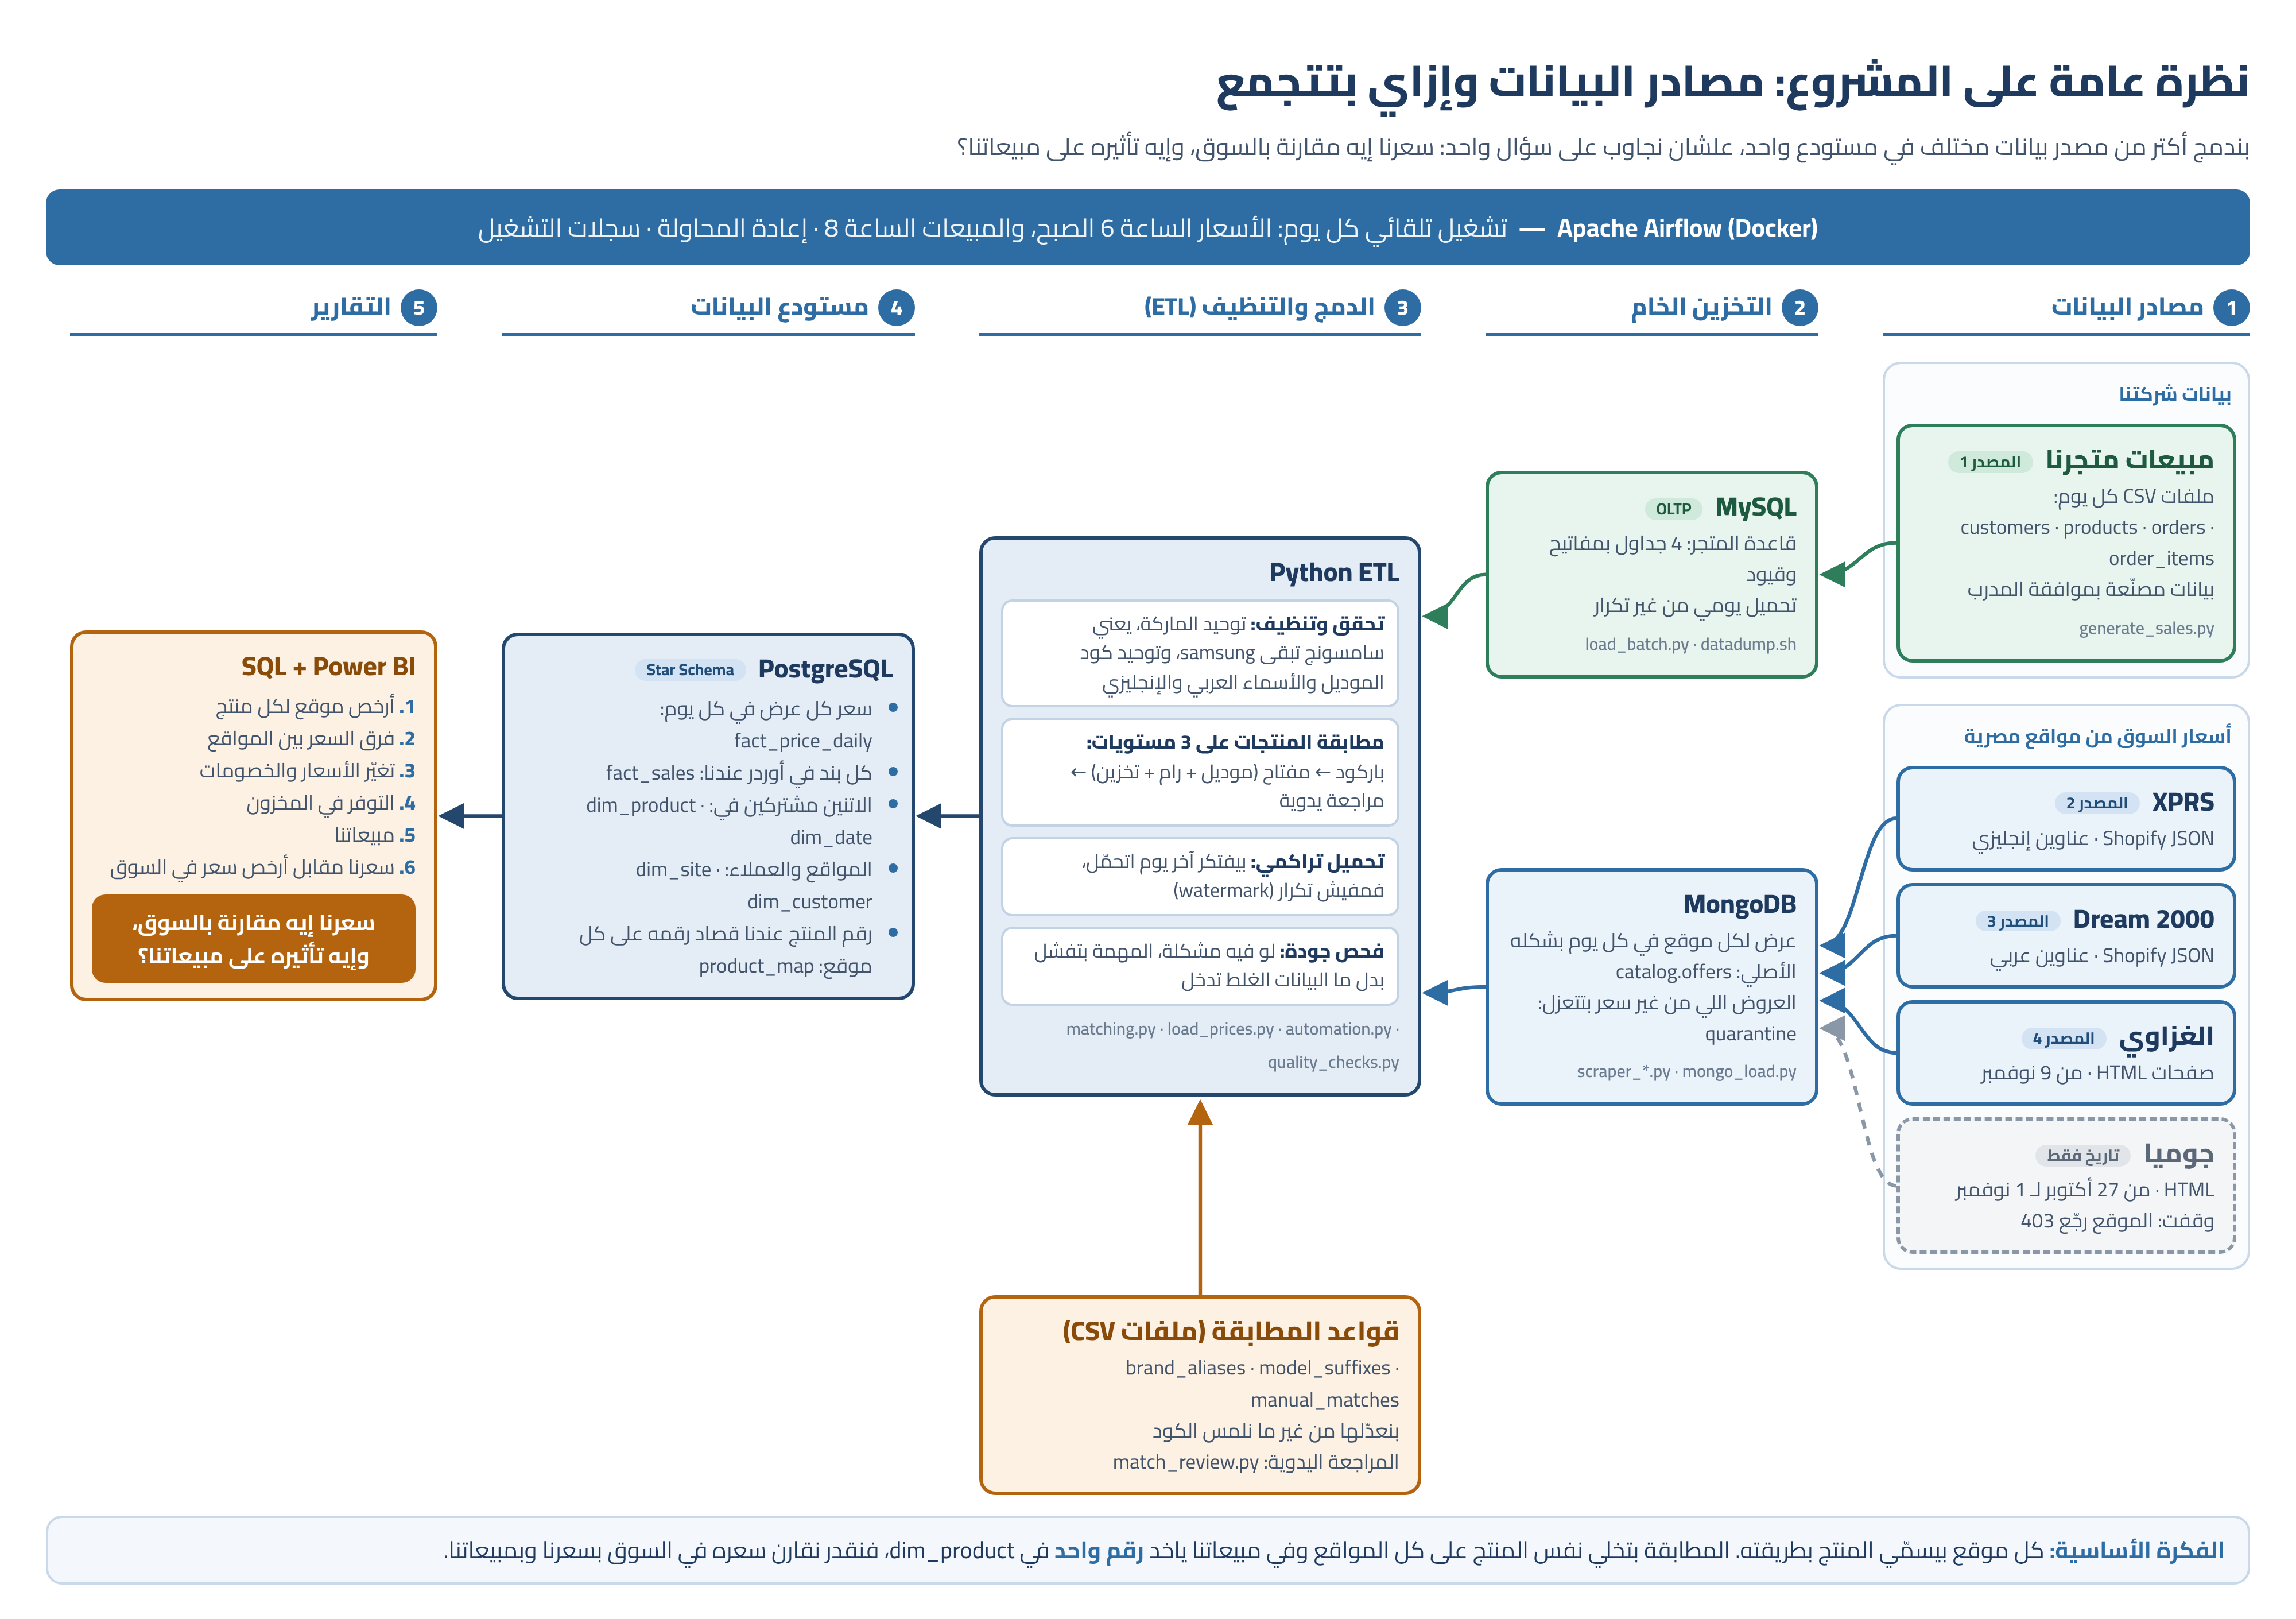 نظرة عامة على المشروع: مصادر البيانات وإزاي بتتجمع
بندمج أكتر من مصدر بيانات مختلف في مستودع واحد، علشان نجاوب على سؤال واحد: سعرنا إيه مقارنة بالسوق، وإيه تأثيره على مبيعاتنا؟
Apache Airflow (Docker) — تشغيل تلقائي كل يوم: الأسعار الساعة 6 الصبح، والمبيعات الساعة 8 · إعادة المحاولة · سجلات التشغيل
1 مصادر البيانات
بيانات شركتنا
مبيعات متجرنا المصدر 1
ملفات CSV كل يوم:
customers · products · orders ·
order_items
بيانات مصنّعة بموافقة المدرب
generate_sales.py
أسعار السوق من مواقع مصرية
XPRS المصدر 2
Shopify JSON · عناوين إنجليزي
Dream 2000 المصدر 3
Shopify JSON · عناوين عربي
الغزاوي المصدر 4
صفحات HTML · من 9 نوفمبر
جوميا تاريخ فقط
HTML · من 27 أكتوبر لـ 1 نوفمبر
وقفت: الموقع رجّع 403
2 التخزين الخام
MySQL OLTP
قاعدة المتجر: 4 جداول بمفاتيح
وقيود
تحميل يومي من غير تكرار
load_batch.py · datadump.sh
MongoDB
عرض لكل موقع في كل يوم بشكله
الأصلي: catalog.offers
العروض اللي من غير سعر بتتعزل:
quarantine
scraper_*.py · mongo_load.py
3 الدمج والتنظيف (ETL)
Python ETL
تحقق وتنظيف: توحيد الماركة، يعني
سامسونج تبقى samsung، وتوحيد كود
الموديل والأسماء العربي والإنجليزي
مطابقة المنتجات على 3 مستويات:
باركود ← مفتاح (موديل + رام + تخزين) ←
مراجعة يدوية
تحميل تراكمي: بيفتكر آخر يوم اتحمّل،
فمفيش تكرار (watermark)
فحص جودة: لو فيه مشكلة، المهمة بتفشل
بدل ما البيانات الغلط تدخل
matching.py · load_prices.py · automation.py ·
quality_checks.py
قواعد المطابقة (ملفات CSV)
brand_aliases · model_suffixes ·
manual_matches
بنعدّلها من غير ما نلمس الكود
المراجعة اليدوية: match_review.py
4 مستودع البيانات
PostgreSQL Star Schema
سعر كل عرض في كل يوم:
fact_price_daily
كل بند في أوردر عندنا: fact_sales
الاتنين مشتركين في: dim_product ·
dim_date
المواقع والعملاء: dim_site ·
dim_customer
رقم المنتج عندنا قصاد رقمه على كل
موقع: product_map
5 التقارير
SQL + Power BI
1. أرخص موقع لكل منتج
2. فرق السعر بين المواقع
3. تغيّر الأسعار والخصومات
4. التوفر في المخزون
5. مبيعاتنا
6. سعرنا مقابل أرخص سعر في السوق
سعرنا إيه مقارنة بالسوق،
وإيه تأثيره على مبيعاتنا؟
الفكرة الأساسية: كل موقع بيسمّي المنتج بطريقته. المطابقة بتخلي نفس المنتج على كل المواقع وفي مبيعاتنا ياخد رقم واحد في dim_product، فنقدر نقارن سعره في السوق بسعرنا وبمبيعاتنا.